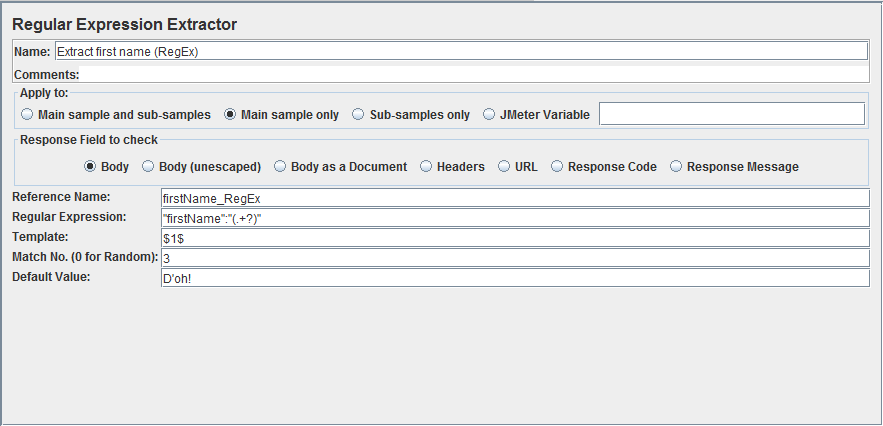 Regular Expression Extractor
Name: Extract first name (RegEx)
Comments:
Apply to:
Main sample and sub-samples Main sample only Sub-samples only JMeter Variable
Response Field to check
Body Body (unescaped) Body as a Document Headers URL Response Code Response Message
Reference Name: firstName_RegEx
Regular Expression: "firstName":"(.+?)"
Template: $1$
Match No. (0 for Random): 3
Default Value: D'oh!